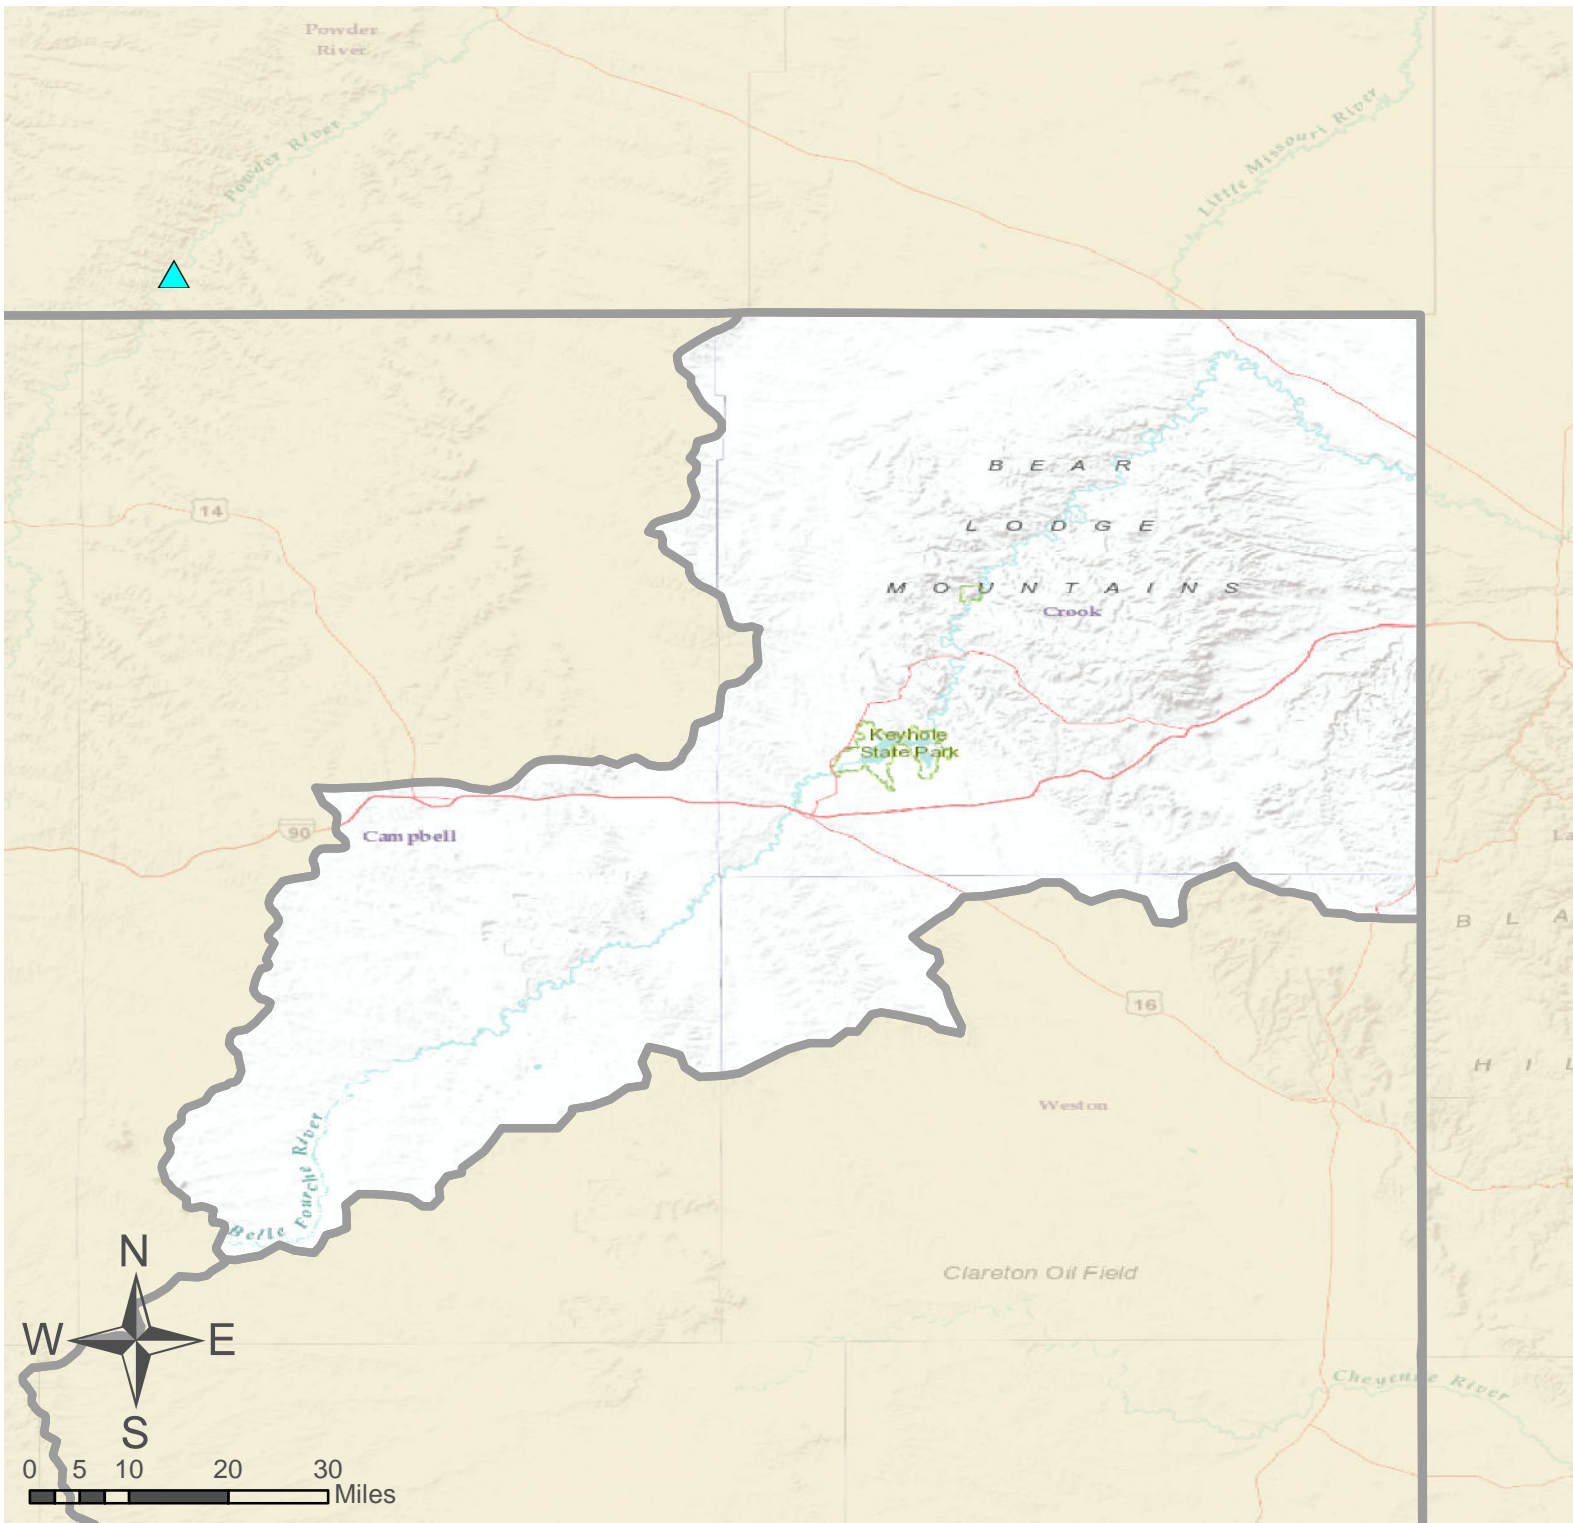 Powder
River
Powder River
Little Missouri River
14
B E A R
L O D G E
M O U N T A I N S
Crook
Keyhole
State Park
90
Campbell
La
B L A
16
H I L
Weston
Belle Fourche River
Clareton Oil Field
Cheyenne River
N
W E
S
0 5 10 20 30
Miles